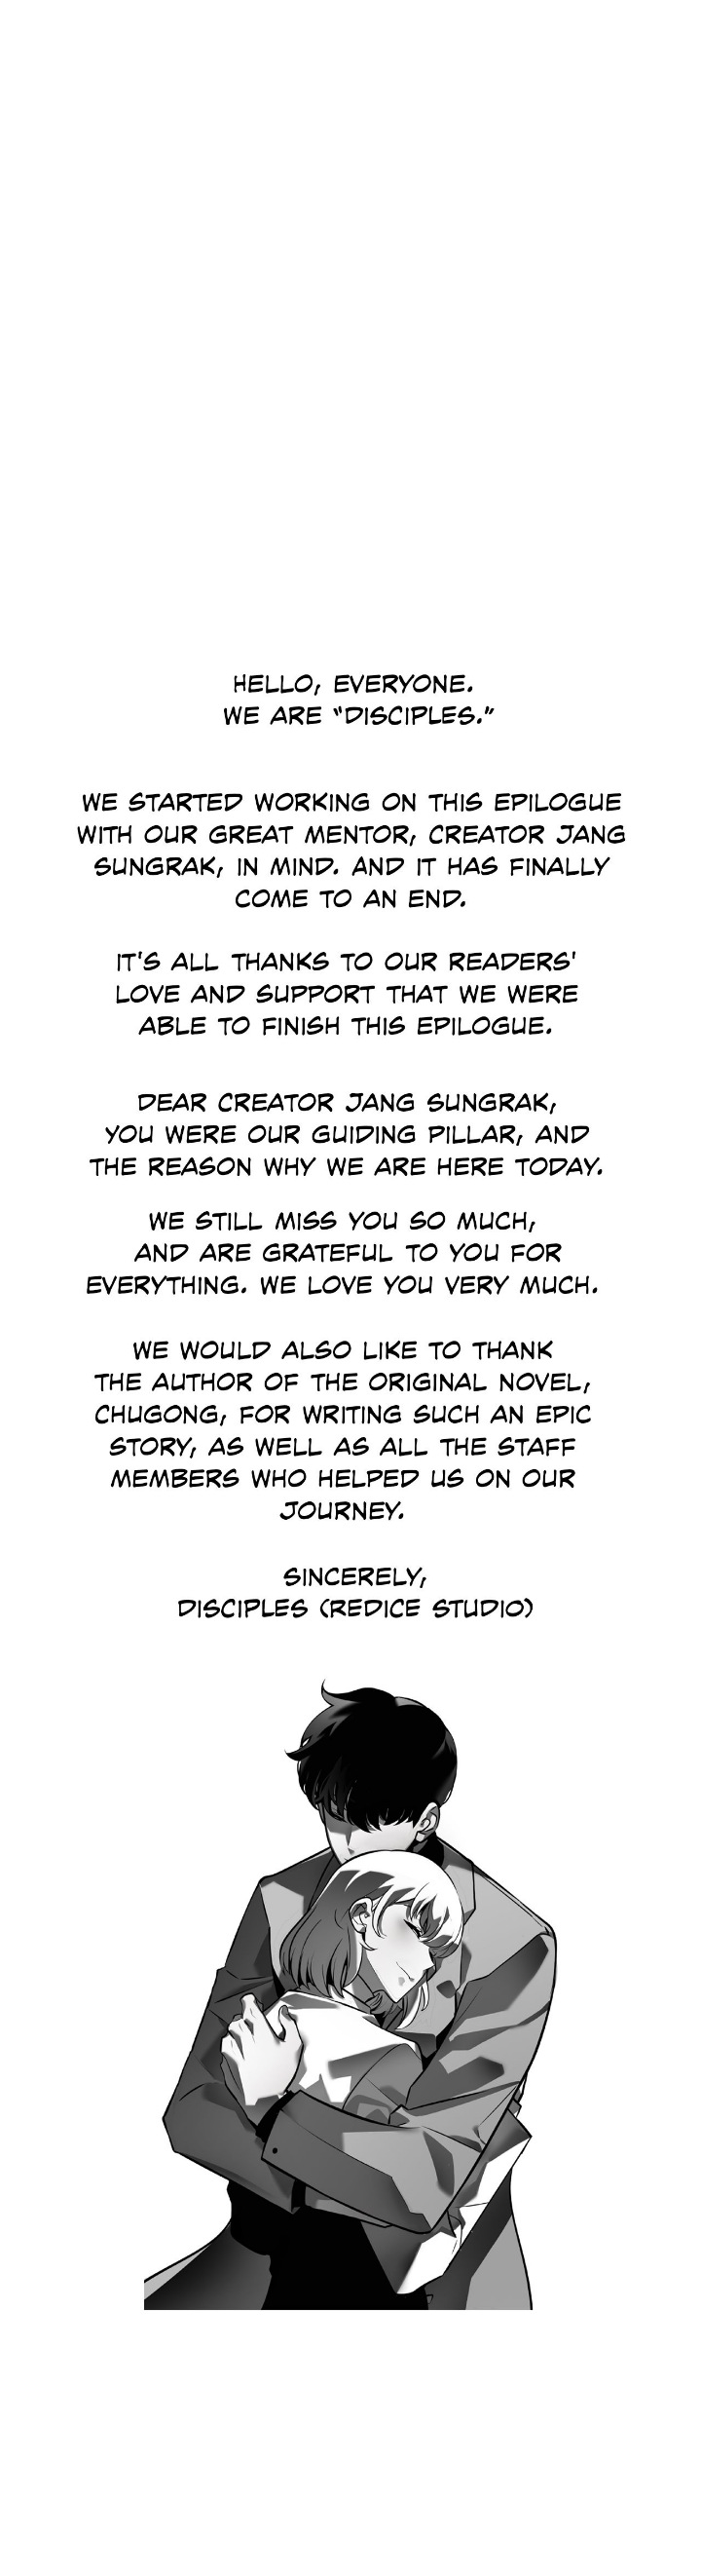 HELLO, EVERYONE.
WE ARE "DISCIPLES."
WE STARTED WORKING ON THIS EPILOGUE
WITH OUR GREAT MENTOR, CREATOR JANG
SUNGRAK, IN MIND. AND IT HAS FINALLY
COME TO AN END.
IT'S ALL THANKS TO OUR READERS'
LOVE AND SUPPORT THAT WE WERE
ABLE TO FINISH THIS EPILOGUE.
DEAR CREATOR JANG SUNGRAK,
YOU WERE OUR GUIDING PILLAR, AND
THE REASON WHY WE ARE HERE TODAY.
WE STILL MISS YOU SO MUCH,
AND ARE GRATEFUL TO YOU FOR
EVERYTHING. WE LOVE YOU VERY MUCH.
WE WOULD ALSO LIKE TO THANK
THE AUTHOR OF THE ORIGINAL NOVEL,
CHUGONG, FOR WRITING SUCH AN EPIC
STORY, AS WELL AS ALL THE STAFF
MEMBERS WHO HELPED US ON OUR
JOURNEY.
SINCERELY,
DISCIPLES (REDICE STUDIO)